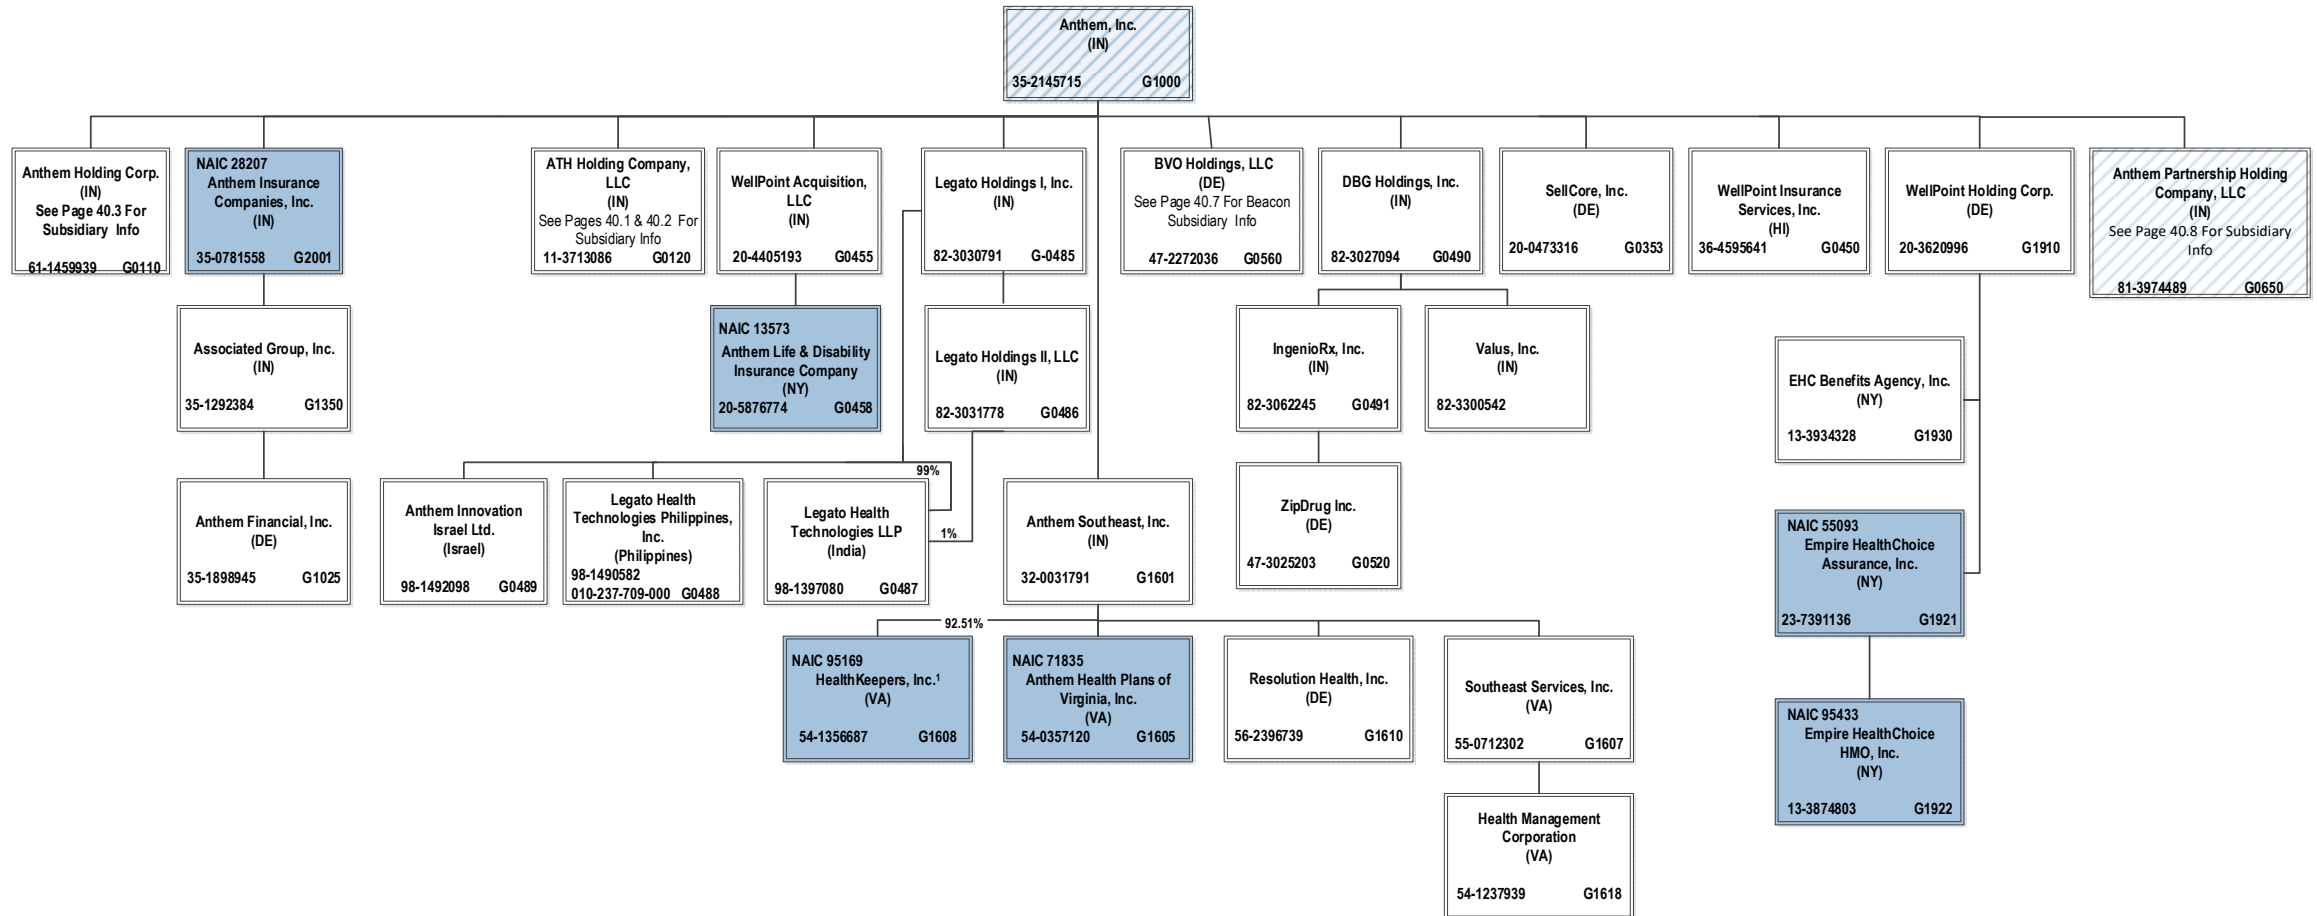 Anthem, Inc.
(IN)
35-2145715 G1000
Anthem Holding Corp.
(IN)
See Page 40.3 For
Subsidiary Info
61-1459939 G0110
NAIC 28207
Anthem Insurance
Companies, Inc.
(IN)
35-0781558 G2001
ATH Holding Company,
LLC
(IN)
See Pages 40.1 & 40.2 For
Subsidiary Info
11-3713086 G0120
WellPoint Acquisition,
LLC
(IN)
20-4405193 G0455
Legato Holdings I, Inc.
(IN)
82-3030791 G-0485
BVO Holdings, LLC
(DE)
See Page 40.7 For Beacon
Subsidiary Info
47-2272036 G0560
DBG Holdings, Inc.
(IN)
82-3027094 G0490
SellCore, Inc.
(DE)
20-0473316 G0353
WellPoint Insurance
Services, Inc.
(HI)
36-4595641 G0450
WellPoint Holding Corp.
(DE)
20-3620996 G1910
Anthem Partnership Holding
Company, LLC
(IN)
See Page 40.8 For Subsidiary
Info
81-3974489 G0650
Associated Group, Inc.
(IN)
35-1292384 G1350
NAIC 13573
Anthem Life & Disability
Insurance Company
(NY)
20-5876774 G0458
Legato Holdings II, LLC
(IN)
82-3031778 G0486
IngenioRx, Inc.
(IN)
82-3062245 G0491
Valus, Inc.
(IN)
82-3300542
EHC Benefits Agency, Inc.
(NY)
13-3934328 G1930
99%
1%
Anthem Financial, Inc.
(DE)
35-1898945 G1025
Anthem Innovation
Israel Ltd.
(Israel)
98-1492098 G0489
Legato Health
Technologies Philippines,
Inc.
(Philippines)
98-1490582
010-237-709-000 G0488
Legato Health
Technologies LLP
(India)
98-1397080 G0487
Anthem Southeast, Inc.
(IN)
32-0031791 G1601
ZipDrug Inc.
(DE)
47-3025203 G0520
NAIC 55093
Empire HealthChoice
Assurance, Inc.
(NY)
23-7391136 G1921
92.51%
NAIC 95169
HealthKeepers, Inc.¹
(VA)
54-1356687 G1608
NAIC 71835
Anthem Health Plans of
Virginia, Inc.
(VA)
54-0357120 G1605
Resolution Health, Inc.
(DE)
56-2396739 G1610
Southeast Services, Inc.
(VA)
55-0712302 G1607
NAIC 95433
Empire HealthChoice
HMO, Inc.
(NY)
13-3874803 G1922
Health Management
Corporation
(VA)
54-1237939 G1618